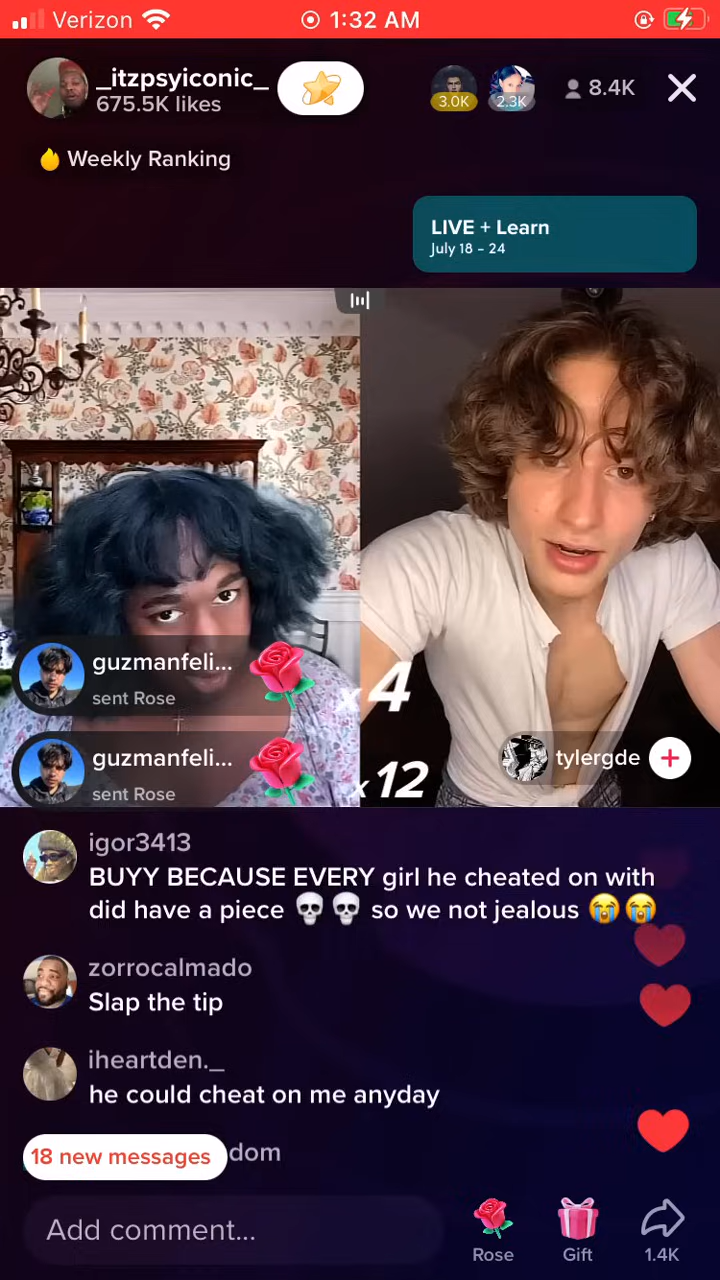 Verizon 1:32 AM
_itzpsyiconic_
675.5K likes
3.0K
2.3K
8.4K
Weekly Ranking
LIVE + Learn
July 18 – 24
guzmanfeli...
sent Rose
x 4
guzmanfeli...
sent Rose
x 12
tylergde
igor3413
BUYY BECAUSE EVERY girl he cheated on with
did have a piece 💀💀 so we not jealous 😭😭
zorrocalmado
Slap the tip
iheartden._
he could cheat on me anyday
18 new messages
dom
Add comment...
Rose
Gift
1.4K